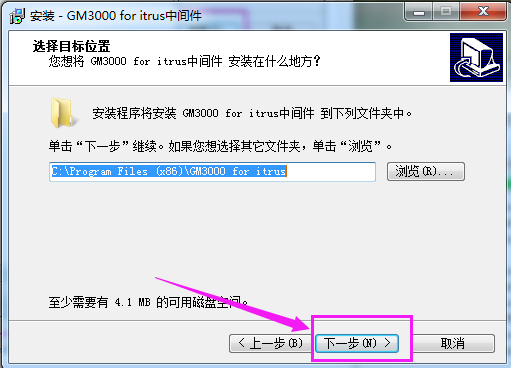 安装 - GM3000 for itrus中间件
选择目标位置
您想将 GM3000 for itrus中间件 安装在什么地方？
安装程序将安装 GM3000 for itrus中间件 到下列文件夹中。
单击“下一步”继续。如果您想选择其它文件夹，单击“浏览”。
C:\Program Files (x86)\GM3000 for itrus
浏览(R)...
至少需要有 4.1 MB 的可用磁盘空间。
< 上一步(B)
下一步(N) >
取消